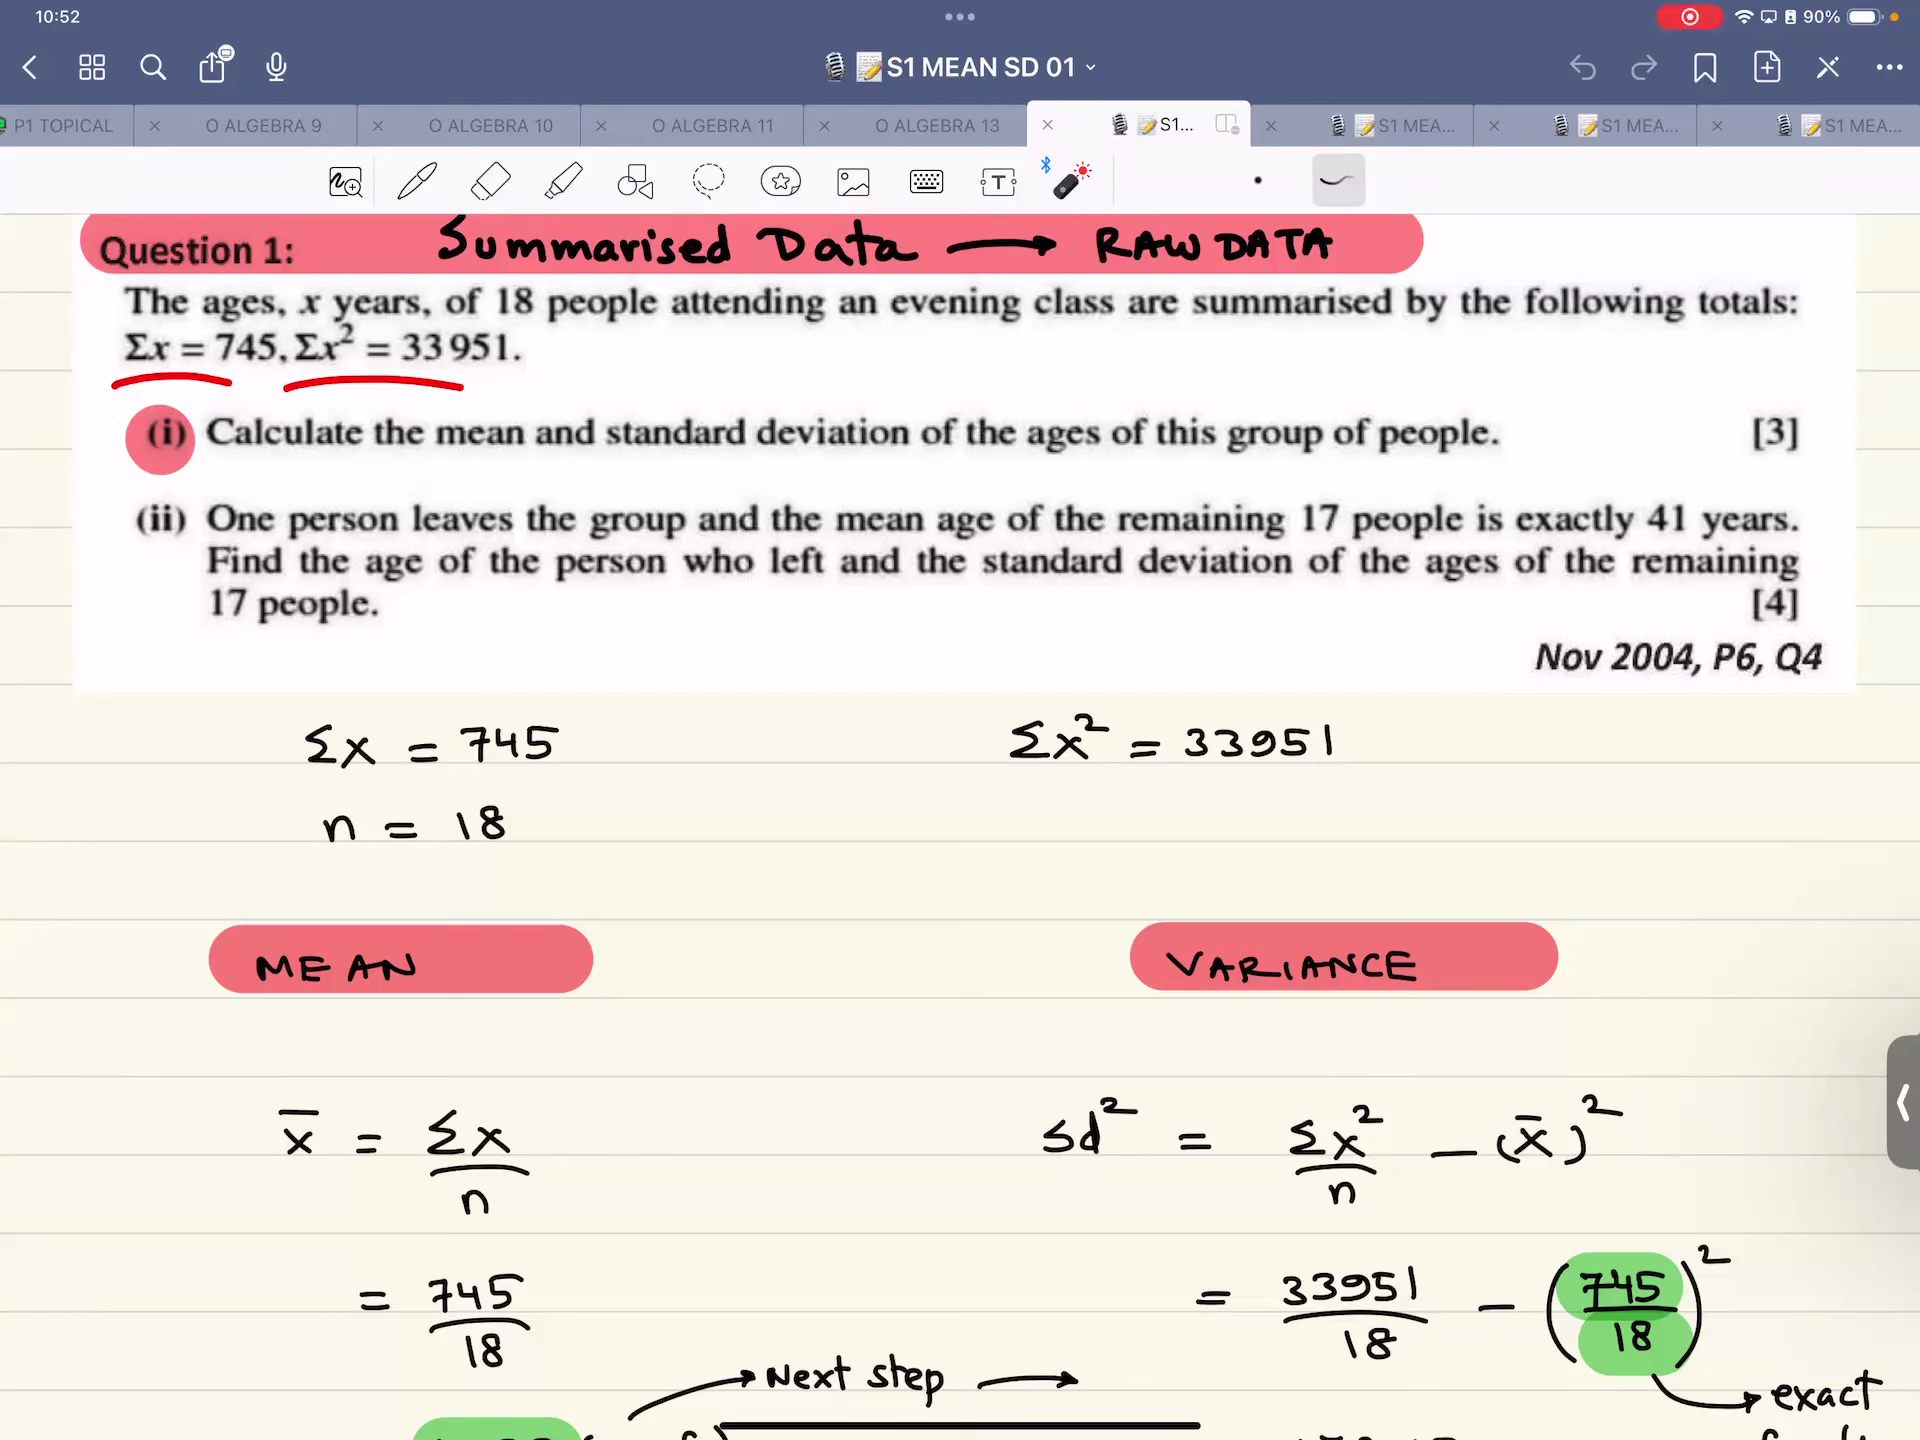 10:52
90%
S1 MEAN SD 01
P1 TOPICAL
O ALGEBRA 9
O ALGEBRA 10
O ALGEBRA 11
O ALGEBRA 13
S1...
S1 MEA...
S1 MEA...
S1 MEA...
Question 1: Summarised Data → RAW DATA
The ages, x years, of 18 people attending an evening class are summarised by the following totals:
Σx = 745, Σx² = 33 951.
(i) Calculate the mean and standard deviation of the ages of this group of people. [3]
(ii) One person leaves the group and the mean age of the remaining 17 people is exactly 41 years.
Find the age of the person who left and the standard deviation of the ages of the remaining
17 people. [4]
Nov 2004, P6, Q4
Σx = 745 Σx² = 33951
n = 18
MEAN VARIANCE
x̄ = Σx/n sd² = Σx²/n − (x̄)²
= 745/18 = 33951/18 − (745/18)²
→ Next step → → exact